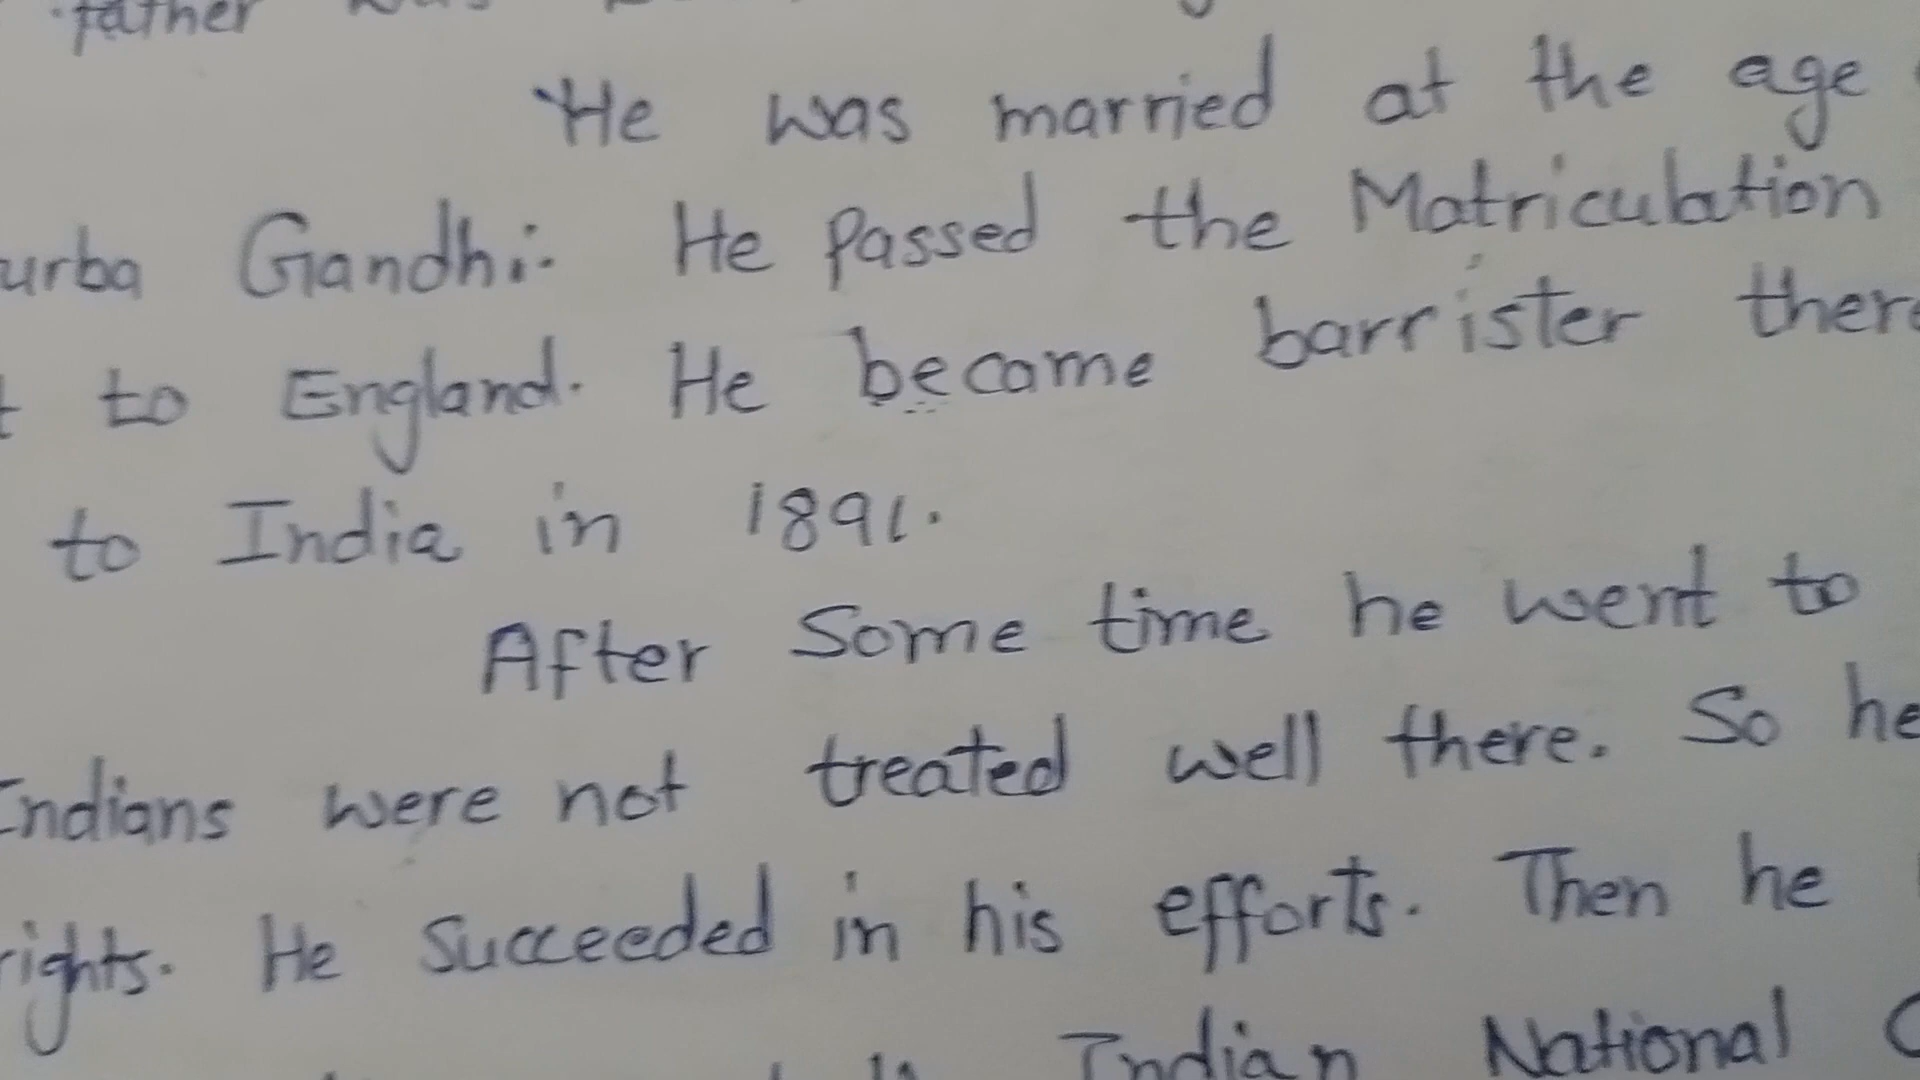 father
He was married at the age
urba Gandhi. He Passed the Matriculation
to England. He became barrister there
to India in 1891.
After Some time he went to
Indians were not treated well there. So he
rights. He Succeeded in his efforts. Then he
Indian National